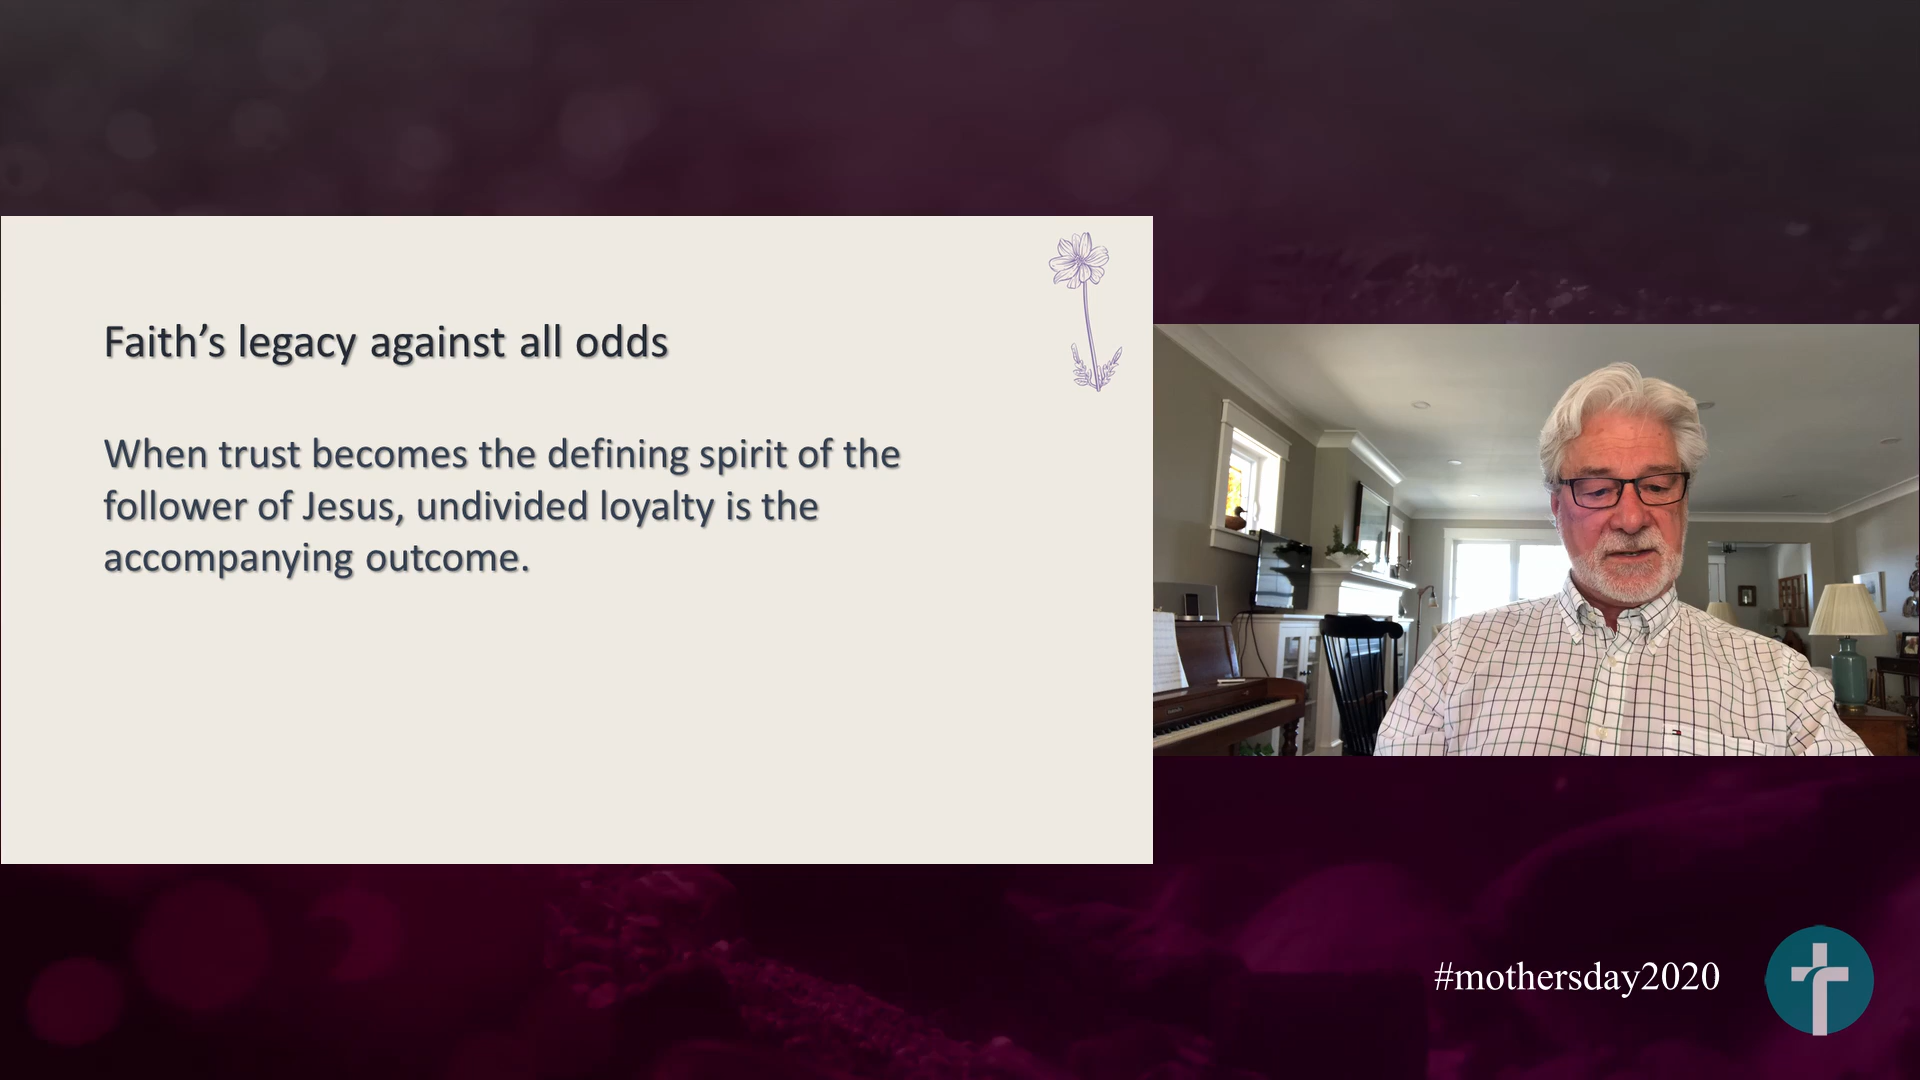 Faith’s legacy against all odds
When trust becomes the defining spirit of the
follower of Jesus, undivided loyalty is the
accompanying outcome.
#mothersday2020